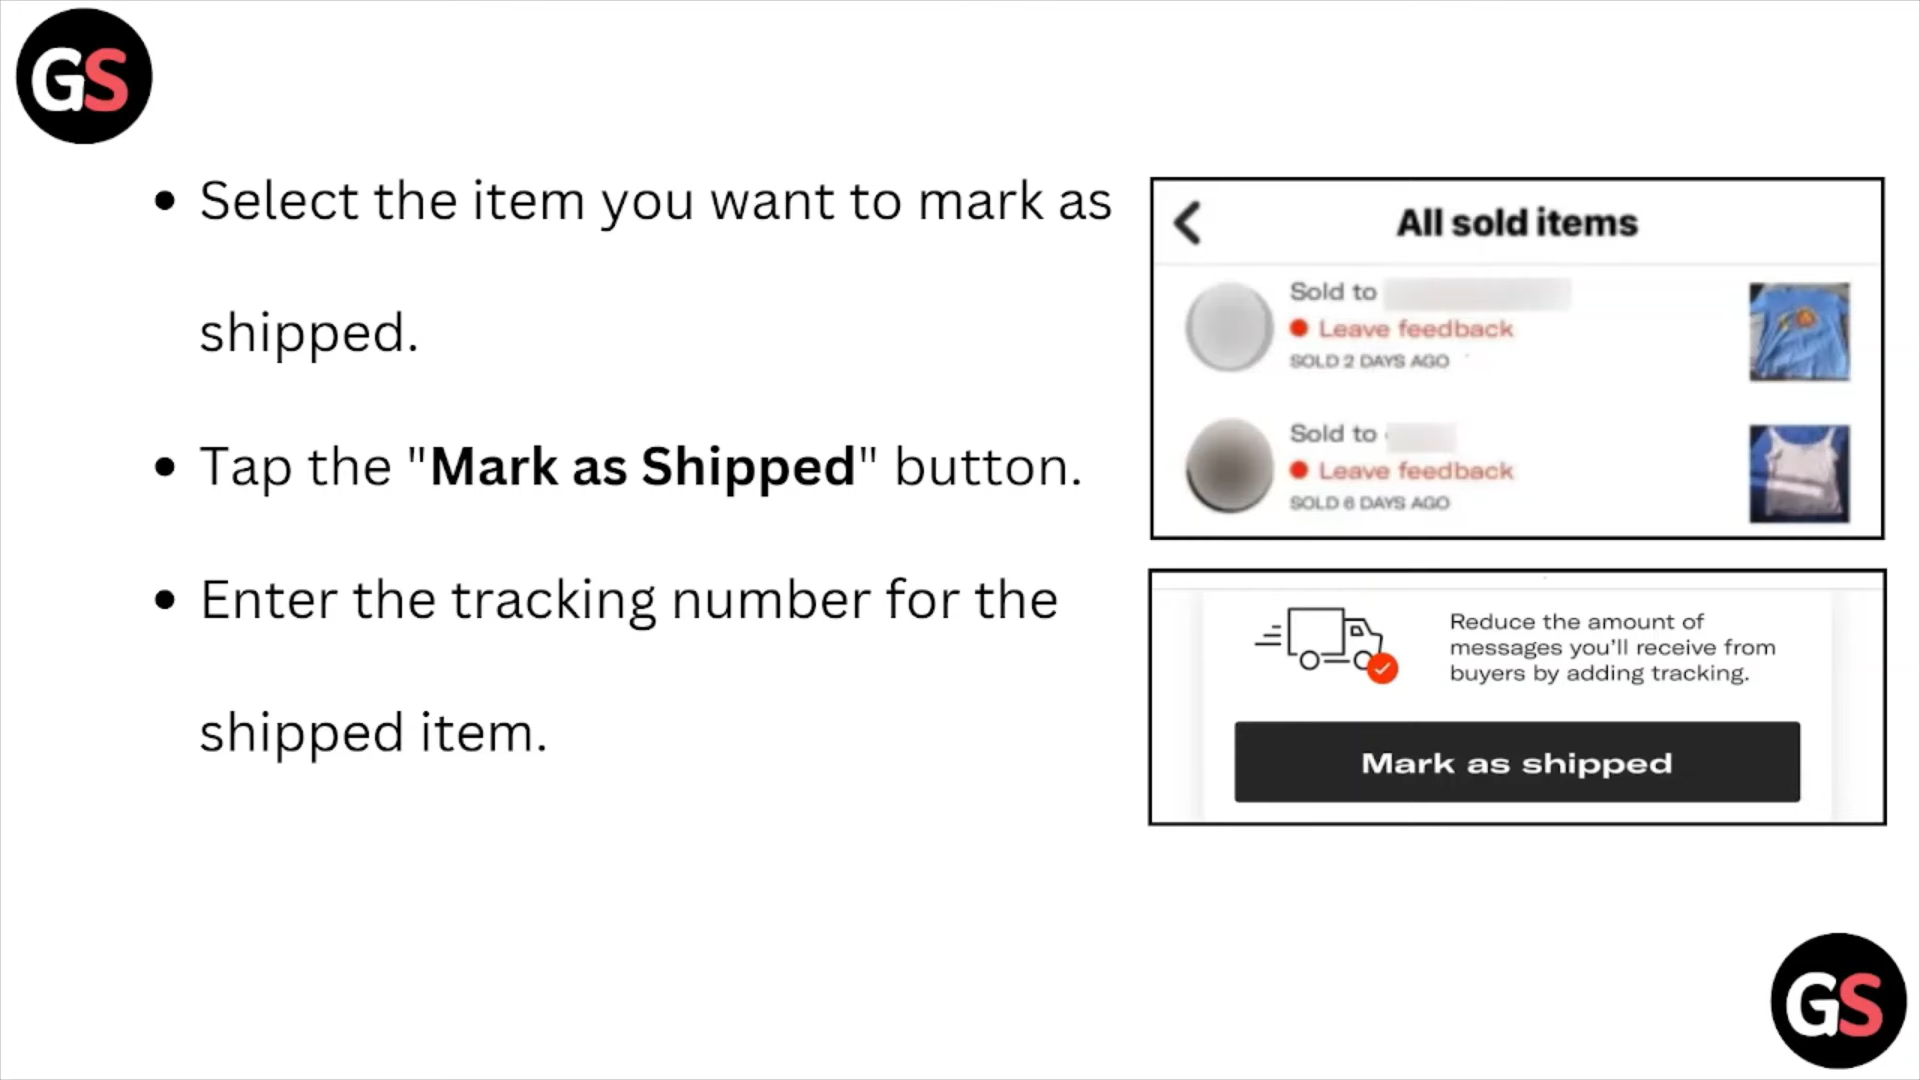 GS
• Select the item you want to mark as
shipped.
• Tap the "Mark as Shipped" button.
• Enter the tracking number for the
shipped item.
All sold items
Sold to
Leave feedback
SOLD 2 DAYS AGO
Sold to
Leave feedback
SOLD 6 DAYS AGO
Reduce the amount of
messages you'll receive from
buyers by adding tracking.
Mark as shipped
GS